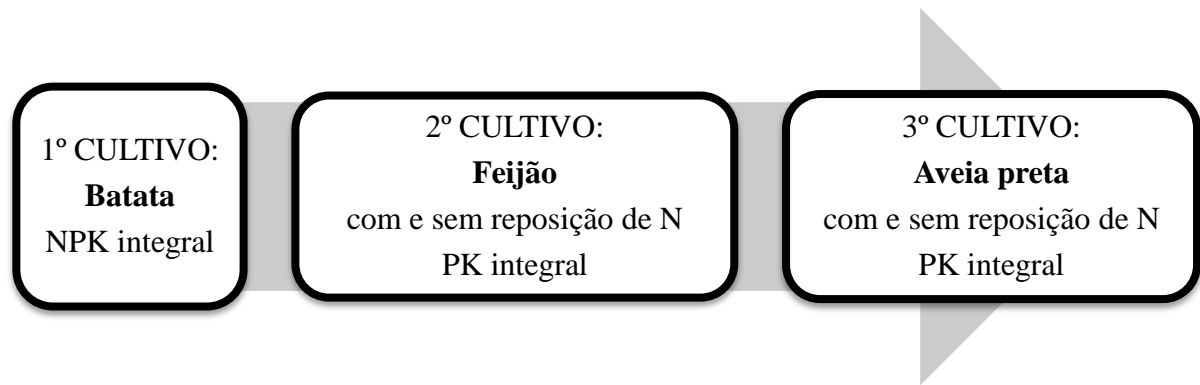 1º CULTIVO:
Batata
NPK integral
2º CULTIVO:
Feijão
com e sem reposição de N
PK integral
3º CULTIVO:
Aveia preta
com e sem reposição de N
PK integral